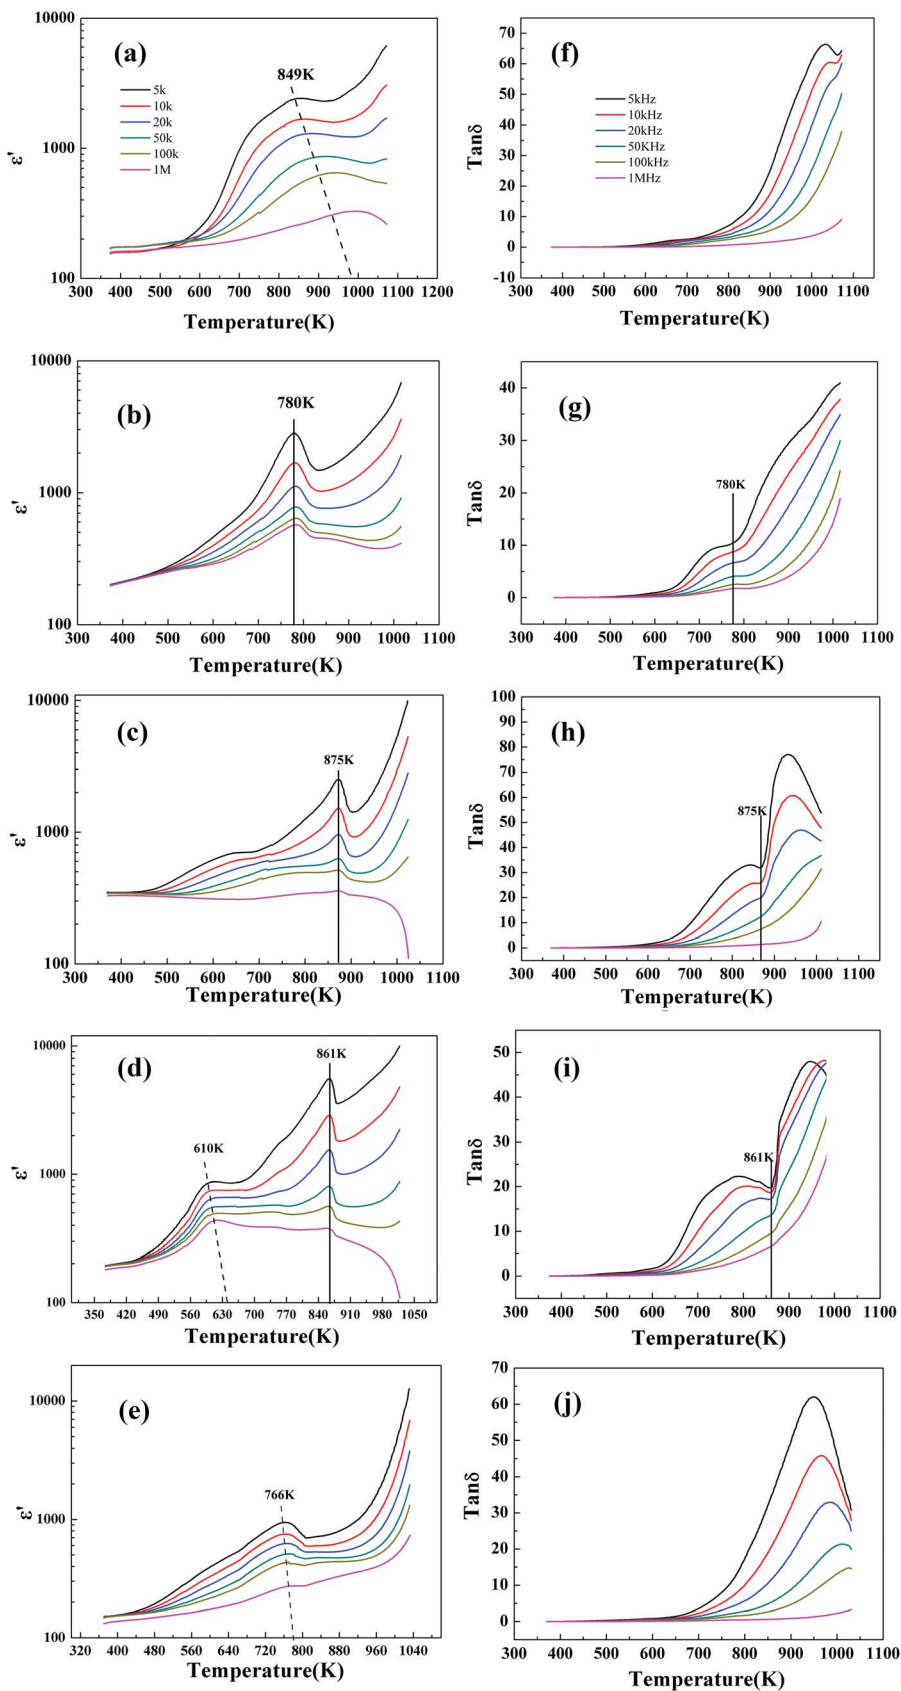 (a)
849K
5k
10k
20k
50k
100k
1M
10000
1000
100
ε'
300 400 500 600 700 800 900 1000 1100 1200
Temperature(K)
(f)
5kHz
10kHz
20kHz
50KHz
100kHz
1MHz
70
60
50
40
30
20
10
0
-10
Tanδ
300 400 500 600 700 800 900 1000 1100
Temperature(K)
(b)
780K
10000
1000
100
ε'
300 400 500 600 700 800 900 1000 1100
Temperature(K)
(g)
780K
40
30
20
10
0
Tanδ
300 400 500 600 700 800 900 1000 1100
Temperature(K)
(c)
875K
10000
1000
100
ε'
300 400 500 600 700 800 900 1000 1100
Temperature(K)
(h)
875K
100
90
80
70
60
50
40
30
20
10
0
Tanδ
300 400 500 600 700 800 900 1000 1100
Temperature(K)
(d)
610K
861K
10000
1000
100
ε'
350 420 490 560 630 700 770 840 910 980 1050
Temperature(K)
(i)
861K
50
40
30
20
10
0
Tanδ
300 400 500 600 700 800 900 1000 1100
Temperature(K)
(e)
766K
10000
1000
100
ε'
320 400 480 560 640 720 800 880 960 1040
Temperature(K)
(j)
70
60
50
40
30
20
10
0
Tanδ
300 400 500 600 700 800 900 1000 1100
Temperature(K)